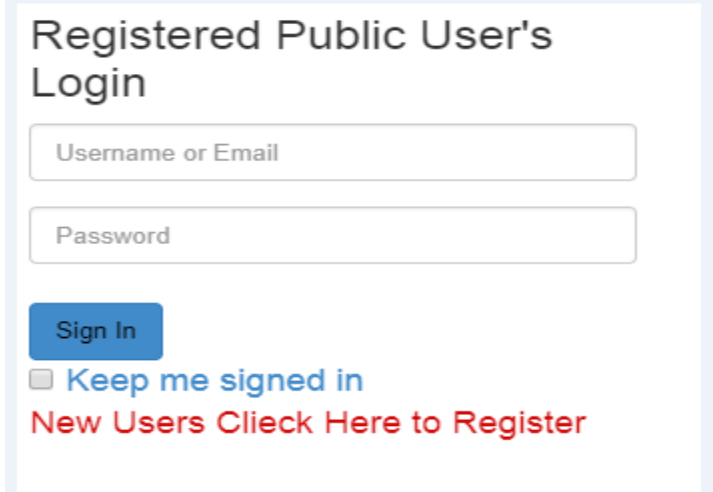 Registered Public User's
Login
Username or Email
Password
Sign In
Keep me signed in
New Users Clieck Here to Register